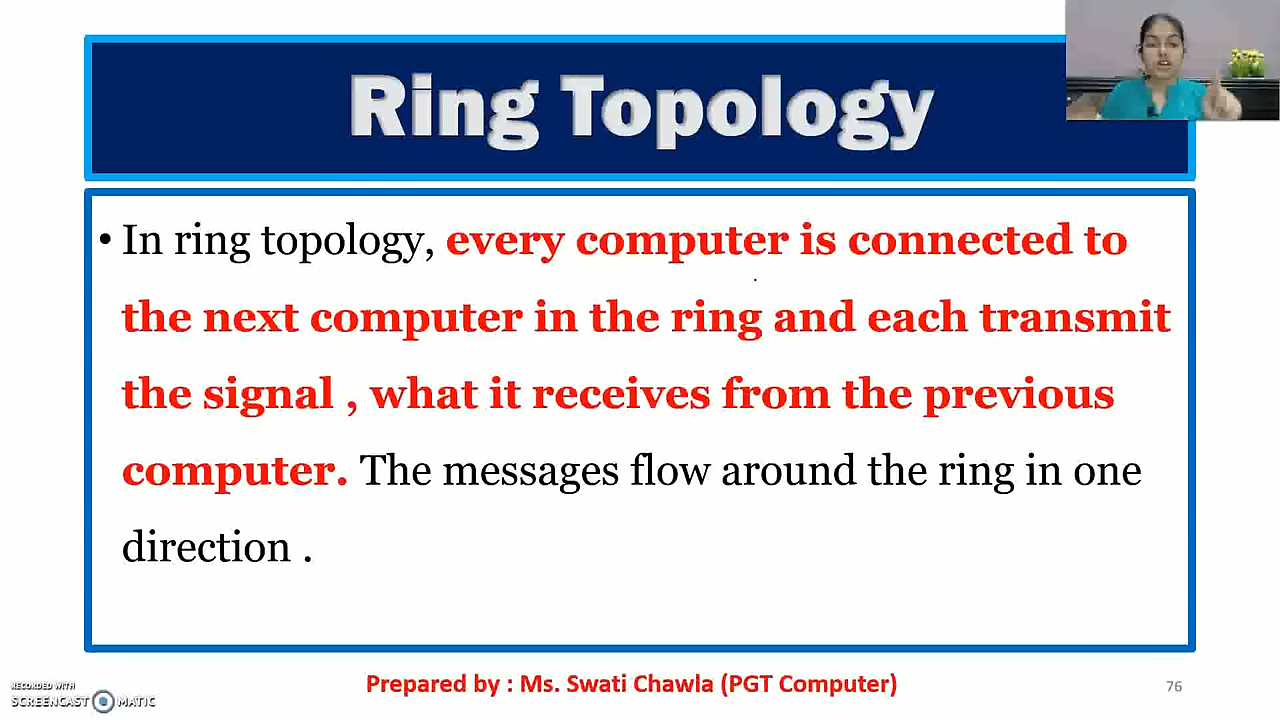 Ring Topology
• In ring topology, every computer is connected to
the next computer in the ring and each transmit
the signal , what it receives from the previous
computer. The messages flow around the ring in one
direction .
Prepared by : Ms. Swati Chawla (PGT Computer)
76
RECORDED WITH
SCREENCAST MATIC